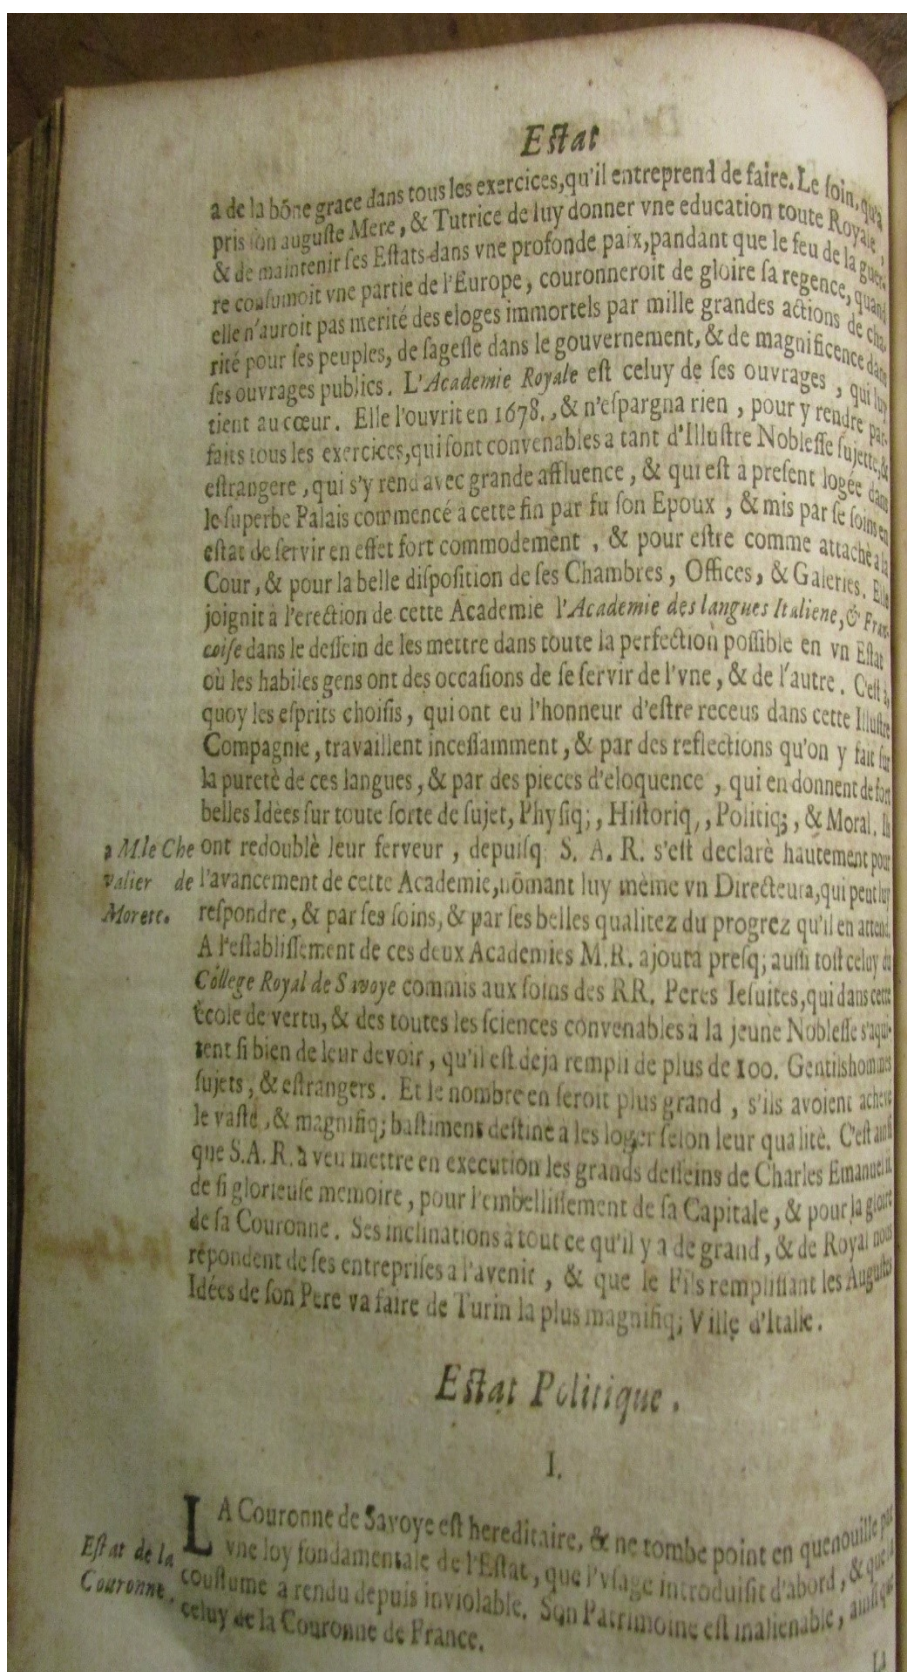 Estat
a de la bōne grace dans tous les exercices, qu'il entreprend de faire. Le soin, qu'a
pris son auguste Mere, & Tutrice de luy donner vne education toute Royale,
& de maintenir ses Estats dans vne profonde paix, pandant que le feu de la guer-
re consumoit vne partie de l'Europe, couronneroit de gloire sa regence, quand
elle n'auroit pas merité des eloges immortels par mille grandes actions de cha-
rité pour ses peuples, de sagesse dans le gouvernement, & de magnificence dans
ses ouvrages publics. L'Academie Royale est celuy de ses ouvrages, qui luy
tient au cœur. Elle l'ouvrit en 1678., & n'espargna rien, pour y rendre par-
faits tous les exercices, qui sont convenables a tant d'Illustre Noblesse sujette, &
estrangere, qui s'y rend avec grande affluence, & qui est a present logée dans
le superbe Palais commencé a cette fin par fu son Epoux, & mis par se soins en
estat de servir en effet fort commodement, & pour estre comme attachè a la
Cour, & pour la belle disposition de ses Chambres, Offices, & Galeries. Elle
joignit à l'erection de cette Academie l'Academie des langues Italiene, & Fran-
coise dans le dessein de les mettre dans toute la perfection possible en vn Estat
où les habiles gens ont des occasions de se servir de l'vne, & de l'autre. C'est a,
quoy les esprits choisis, qui ont eu l'honneur d'estre receus dans cette Illustre
Compagnie, travaillent incessamment, & par des reflections qu'on y fait sur
la puretè de ces langues, & par des pieces d'eloquence, qui en donnent de fort
belles Idées sur toute sorte de sujet, Physiq;, Historiq,, Politiq;, & Moral. Ils
ont redoublè leur ferveur, depuisq S. A. R. s'est declarè hautement pour
l'avancement de cette Academie, nōmant luy mème vn Directeur a, qui peut luy
respondre, & par ses soins, & par ses belles qualitez du progrez qu'il en attend.
a M. le Che
valier de
Morett.
A l'establissement de ces deux Academies M. R. ajouta presq; aussi tost celuy du
College Royal de Savoye commis aux soins des RR. Peres Iesuites, qui dans cette
ècole de vertu, & des toutes les sciences convenables a la jeune Noblesse s'aqui-
tent si bien de leur devoir, qu'il est deja rempli de plus de 100. Gentilshommes
sujets, & estrangers. Et le nombre en seroit plus grand, s'ils avoient achevé
le vaste, & magnifiq; bastiment destiné a les loger selon leur qualitè. C'est ainsi
que S. A. R. a veu mettre en execution les grands desseins de Charles Emanuel II.
de si glorieuse memoire, pour l'embellissement de sa Capitale, & pour la gloire
de sa Couronne. Ses inclinations a tout ce qu'il y a de grand, & de Royal nous
répondent de ses entreprises a l'avenir, & que le Fils remplissant les Augustes
Idées de son Pere va faire de Turin la plus magnifiq; Ville d'Italie.
Estat Politique.
I.
Estat de la
Couronne.
LA Couronne de Savoye est hereditaire, & ne tombe point en quenouille par
vne loy fondamentale de l'Estat, que l'vsage introduisit d'abord, & que la
coustume a rendu depuis inviolable. Son Patrimoine est inalienable, ainsi que
celuy de la Couronne de France.